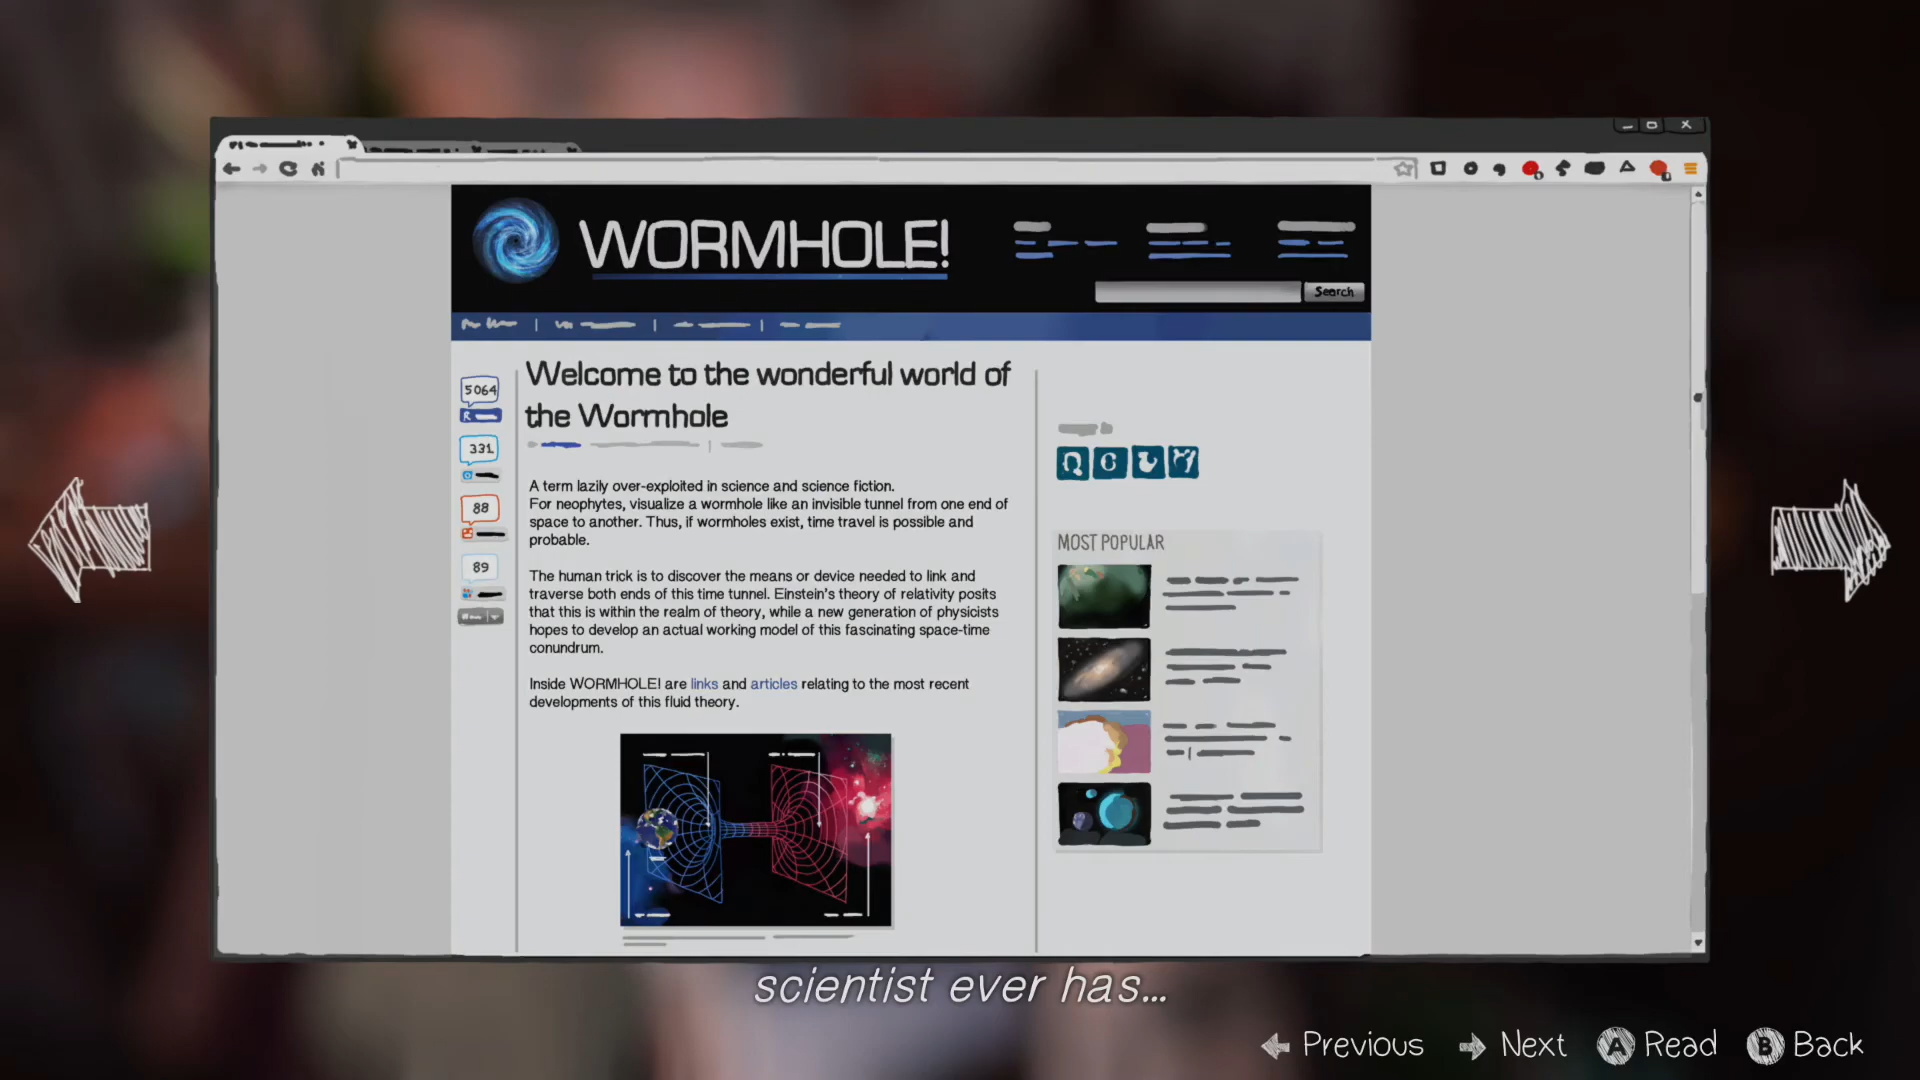 WORMHOLE!
Search
Welcome to the wonderful world of
the Wormhole
5064
331
88
89
A term lazily over-exploited in science and science fiction.
For neophytes, visualize a wormhole like an invisible tunnel from one end of
space to another. Thus, if wormholes exist, time travel is possible and
probable.
The human trick is to discover the means or device needed to link and
traverse both ends of this time tunnel. Einstein's theory of relativity posits
that this is within the realm of theory, while a new generation of physicists
hopes to develop an actual working model of this fascinating space-time
conundrum.
Inside WORMHOLE! are links and articles relating to the most recent
developments of this fluid theory.
MOST POPULAR
scientist ever has...
Previous Next A Read B Back